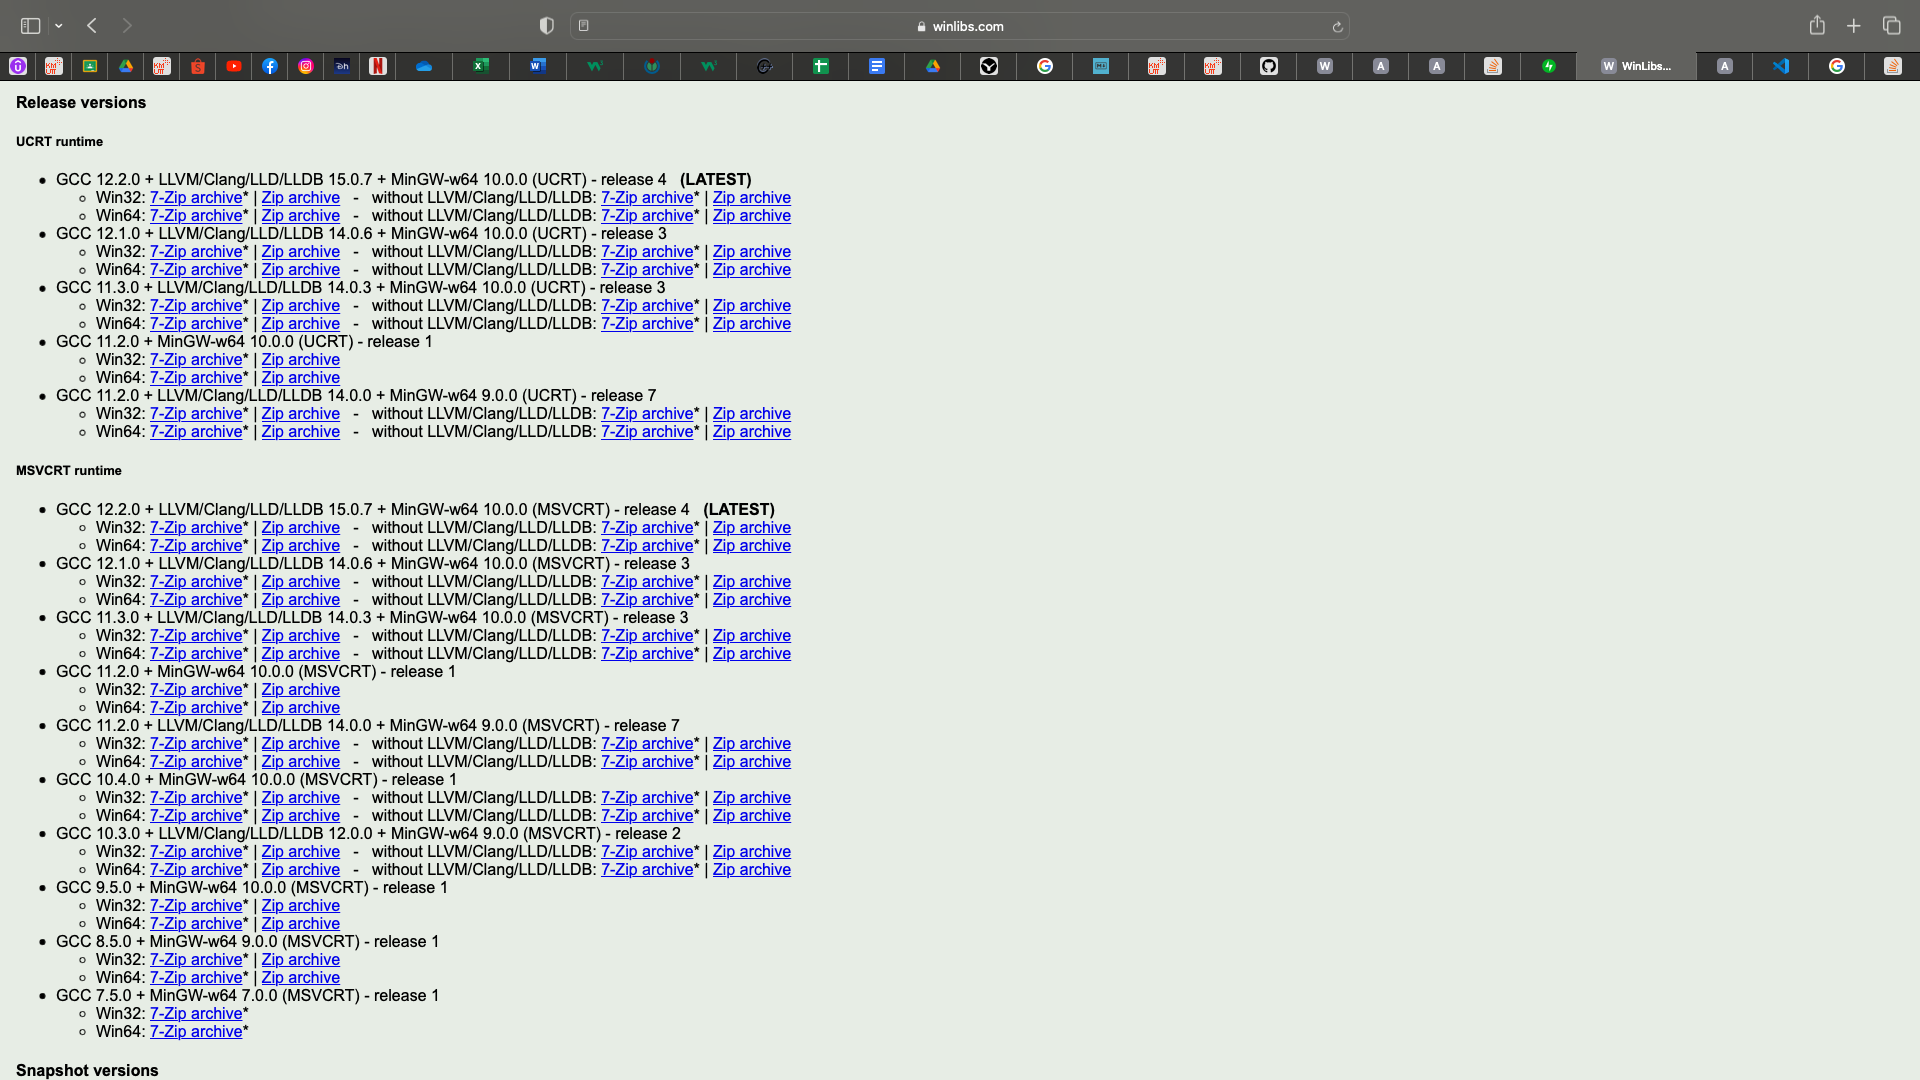 winlibs.com
WinLibs...
Release versions
UCRT runtime
GCC 12.2.0 + LLVM/Clang/LLD/LLDB 15.0.7 + MinGW-w64 10.0.0 (UCRT) - release 4 (LATEST)
Win32: 7-Zip archive* | Zip archive - without LLVM/Clang/LLD/LLDB: 7-Zip archive* | Zip archive
Win64: 7-Zip archive* | Zip archive - without LLVM/Clang/LLD/LLDB: 7-Zip archive* | Zip archive
GCC 12.1.0 + LLVM/Clang/LLD/LLDB 14.0.6 + MinGW-w64 10.0.0 (UCRT) - release 3
Win32: 7-Zip archive* | Zip archive - without LLVM/Clang/LLD/LLDB: 7-Zip archive* | Zip archive
Win64: 7-Zip archive* | Zip archive - without LLVM/Clang/LLD/LLDB: 7-Zip archive* | Zip archive
GCC 11.3.0 + LLVM/Clang/LLD/LLDB 14.0.3 + MinGW-w64 10.0.0 (UCRT) - release 3
Win32: 7-Zip archive* | Zip archive - without LLVM/Clang/LLD/LLDB: 7-Zip archive* | Zip archive
Win64: 7-Zip archive* | Zip archive - without LLVM/Clang/LLD/LLDB: 7-Zip archive* | Zip archive
GCC 11.2.0 + MinGW-w64 10.0.0 (UCRT) - release 1
Win32: 7-Zip archive* | Zip archive
Win64: 7-Zip archive* | Zip archive
GCC 11.2.0 + LLVM/Clang/LLD/LLDB 14.0.0 + MinGW-w64 9.0.0 (UCRT) - release 7
Win32: 7-Zip archive* | Zip archive - without LLVM/Clang/LLD/LLDB: 7-Zip archive* | Zip archive
Win64: 7-Zip archive* | Zip archive - without LLVM/Clang/LLD/LLDB: 7-Zip archive* | Zip archive
MSVCRT runtime
GCC 12.2.0 + LLVM/Clang/LLD/LLDB 15.0.7 + MinGW-w64 10.0.0 (MSVCRT) - release 4 (LATEST)
Win32: 7-Zip archive* | Zip archive - without LLVM/Clang/LLD/LLDB: 7-Zip archive* | Zip archive
Win64: 7-Zip archive* | Zip archive - without LLVM/Clang/LLD/LLDB: 7-Zip archive* | Zip archive
GCC 12.1.0 + LLVM/Clang/LLD/LLDB 14.0.6 + MinGW-w64 10.0.0 (MSVCRT) - release 3
Win32: 7-Zip archive* | Zip archive - without LLVM/Clang/LLD/LLDB: 7-Zip archive* | Zip archive
Win64: 7-Zip archive* | Zip archive - without LLVM/Clang/LLD/LLDB: 7-Zip archive* | Zip archive
GCC 11.3.0 + LLVM/Clang/LLD/LLDB 14.0.3 + MinGW-w64 10.0.0 (MSVCRT) - release 3
Win32: 7-Zip archive* | Zip archive - without LLVM/Clang/LLD/LLDB: 7-Zip archive* | Zip archive
Win64: 7-Zip archive* | Zip archive - without LLVM/Clang/LLD/LLDB: 7-Zip archive* | Zip archive
GCC 11.2.0 + MinGW-w64 10.0.0 (MSVCRT) - release 1
Win32: 7-Zip archive* | Zip archive
Win64: 7-Zip archive* | Zip archive
GCC 11.2.0 + LLVM/Clang/LLD/LLDB 14.0.0 + MinGW-w64 9.0.0 (MSVCRT) - release 7
Win32: 7-Zip archive* | Zip archive - without LLVM/Clang/LLD/LLDB: 7-Zip archive* | Zip archive
Win64: 7-Zip archive* | Zip archive - without LLVM/Clang/LLD/LLDB: 7-Zip archive* | Zip archive
GCC 10.4.0 + MinGW-w64 10.0.0 (MSVCRT) - release 1
Win32: 7-Zip archive* | Zip archive - without LLVM/Clang/LLD/LLDB: 7-Zip archive* | Zip archive
Win64: 7-Zip archive* | Zip archive - without LLVM/Clang/LLD/LLDB: 7-Zip archive* | Zip archive
GCC 10.3.0 + LLVM/Clang/LLD/LLDB 12.0.0 + MinGW-w64 9.0.0 (MSVCRT) - release 2
Win32: 7-Zip archive* | Zip archive - without LLVM/Clang/LLD/LLDB: 7-Zip archive* | Zip archive
Win64: 7-Zip archive* | Zip archive - without LLVM/Clang/LLD/LLDB: 7-Zip archive* | Zip archive
GCC 9.5.0 + MinGW-w64 10.0.0 (MSVCRT) - release 1
Win32: 7-Zip archive* | Zip archive
Win64: 7-Zip archive* | Zip archive
GCC 8.5.0 + MinGW-w64 9.0.0 (MSVCRT) - release 1
Win32: 7-Zip archive* | Zip archive
Win64: 7-Zip archive* | Zip archive
GCC 7.5.0 + MinGW-w64 7.0.0 (MSVCRT) - release 1
Win32: 7-Zip archive*
Win64: 7-Zip archive*
Snapshot versions